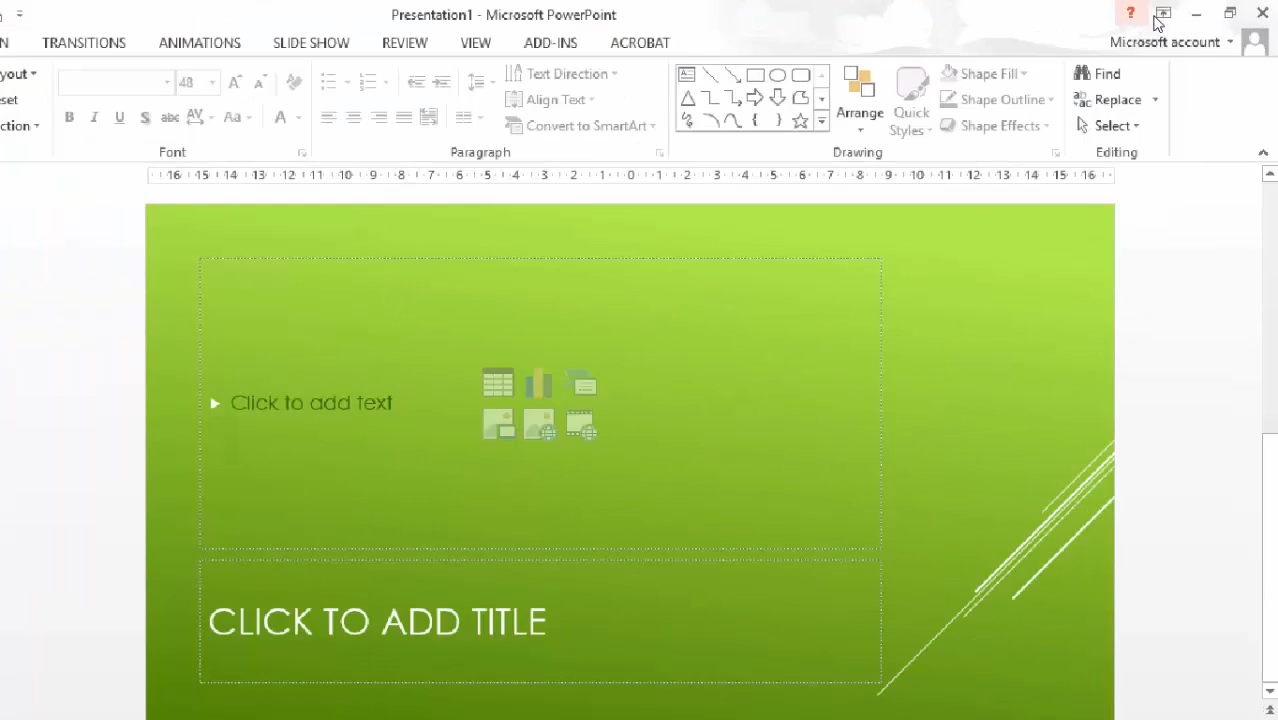 Presentation1 - Microsoft PowerPoint
?
N TRANSITIONS ANIMATIONS SLIDE SHOW REVIEW VIEW ADD-INS ACROBAT
Microsoft account
yout
48
Text Direction
Shape Fill
Find
set
Align Text
Arrange
Quick Styles
Shape Outline
Replace
ction
B I U S abc AV Aa A
Convert to SmartArt
Shape Effects
Select
Font
Paragraph
Drawing
Editing
16 15 14 13 12 11 10 9 8 7 6 5 4 3 2 1 0 1 2 3 4 5 6 7 8 9 10 11 12 13 14 15 16
Click to add text
CLICK TO ADD TITLE